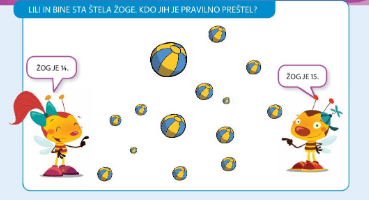 LILI IN BINE STA ŠTELA ŽOGE. KDO JIH JE PRAVILNO PREŠTEL?
ŽOG JE 14.
ŽOG JE 15.